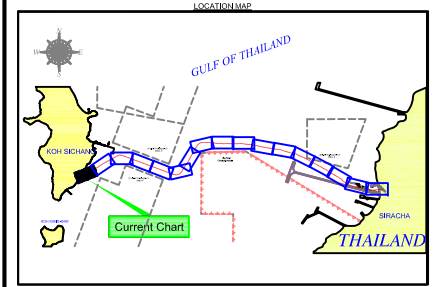 LOCATION MAP
N
W
E
S
GULF OF THAILAND
KOH SICHANG
Current Chart
SIRACHA
THAILAND